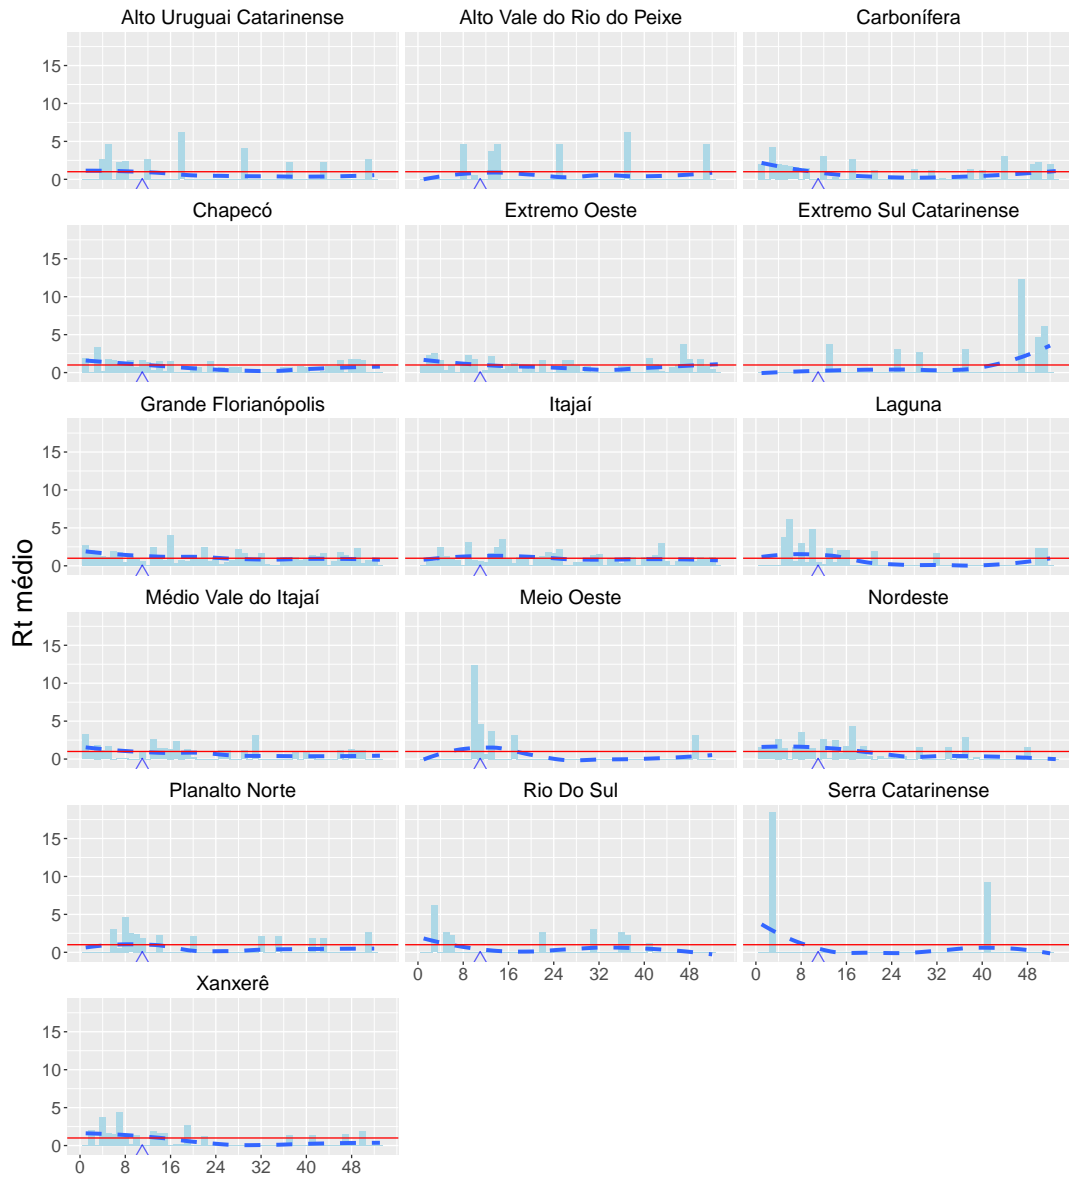 Alto Uruguai Catarinense
Alto Vale do Rio do Peixe
Carbonífera
15
10
5
0
Chapecó
Extremo Oeste
Extremo Sul Catarinense
15
10
5
0
Grande Florianópolis
Itajaí
Laguna
15
10
5
0
Rt médio
Médio Vale do Itajaí
Meio Oeste
Nordeste
15
10
5
0
Planalto Norte
Rio Do Sul
Serra Catarinense
15
10
5
0
0 8 16 24 32 40 48
0 8 16 24 32 40 48
Xanxerê
15
10
5
0
0 8 16 24 32 40 48